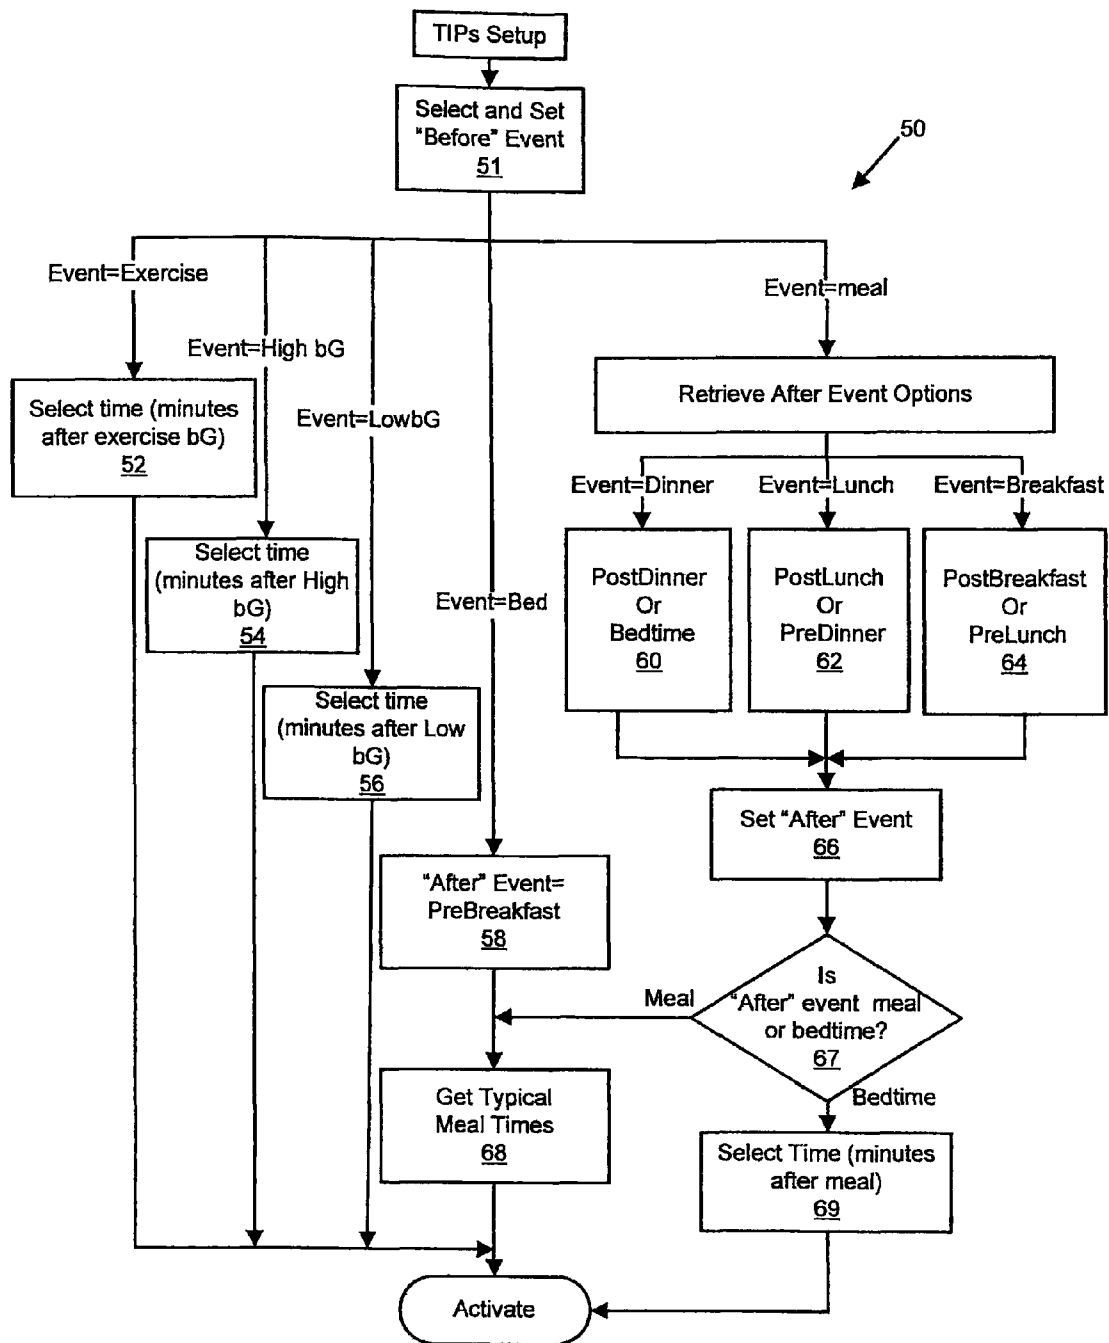 TIPs Setup
Select and Set
"Before" Event
51
50
Event=Exercise
Event=High bG
Event=LowbG
Event=Bed
Event=meal
Select time (minutes
after exercise bG)
52
Select time
(minutes after High
bG)
54
Select time
(minutes after Low
bG)
56
"After" Event=
PreBreakfast
58
Retrieve After Event Options
Event=Dinner
Event=Lunch
Event=Breakfast
PostDinner
Or
Bedtime
60
PostLunch
Or
PreDinner
62
PostBreakfast
Or
PreLunch
64
Set "After" Event
66
Is
"After" event meal
or bedtime?
67
Meal
Bedtime
Get Typical
Meal Times
68
Select Time (minutes
after meal)
69
Activate